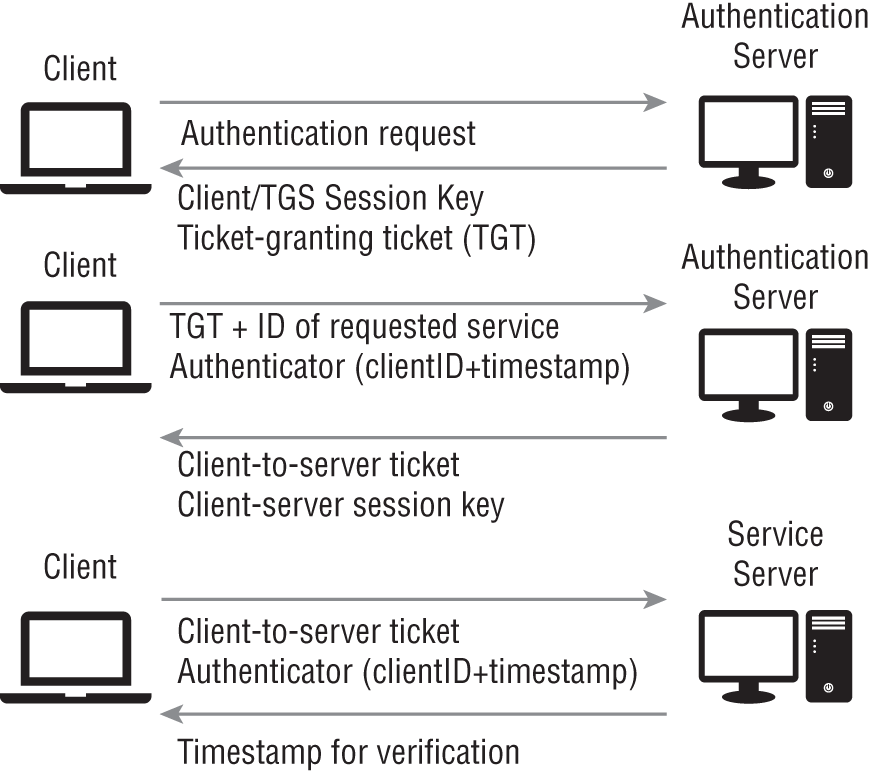 Client
Authentication
Server
Authentication request
Client/TGS Session Key
Ticket-granting ticket (TGT)
Client
Authentication
Server
TGT + ID of requested service
Authenticator (clientID+timestamp)
Client-to-server ticket
Client-server session key
Client
Service
Server
Client-to-server ticket
Authenticator (clientID+timestamp)
Timestamp for verification